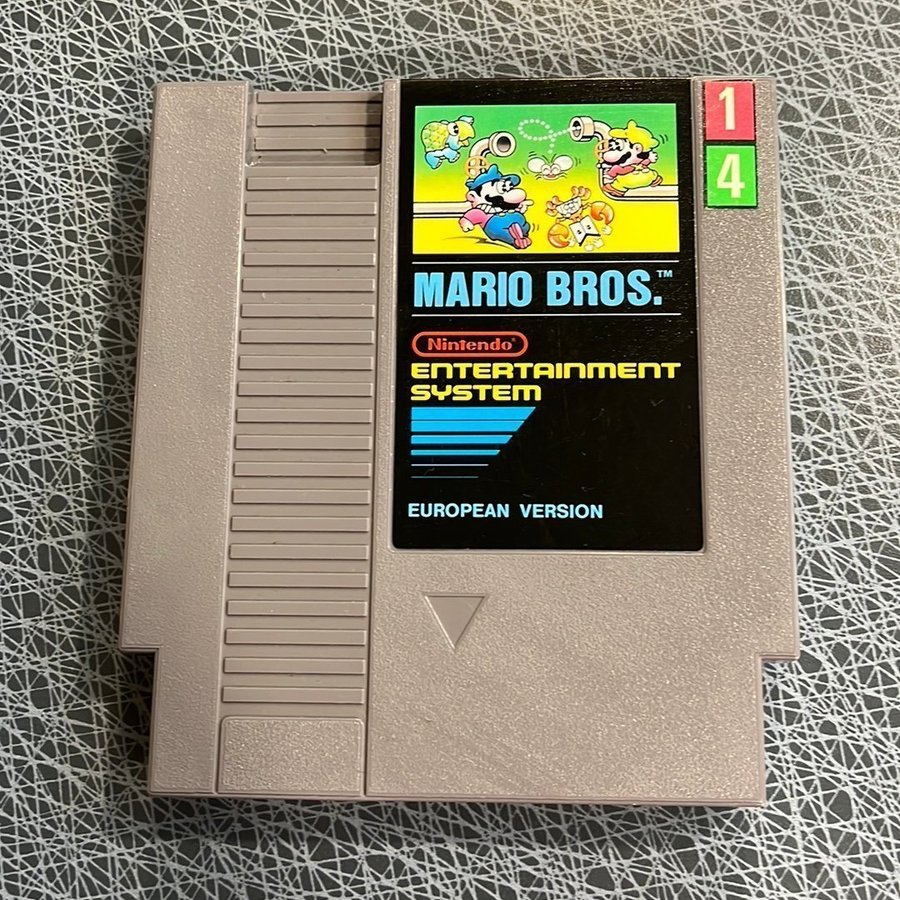 1
4
MARIO BROS.™
Nintendo®
ENTERTAINMENT
SYSTEM
EUROPEAN VERSION